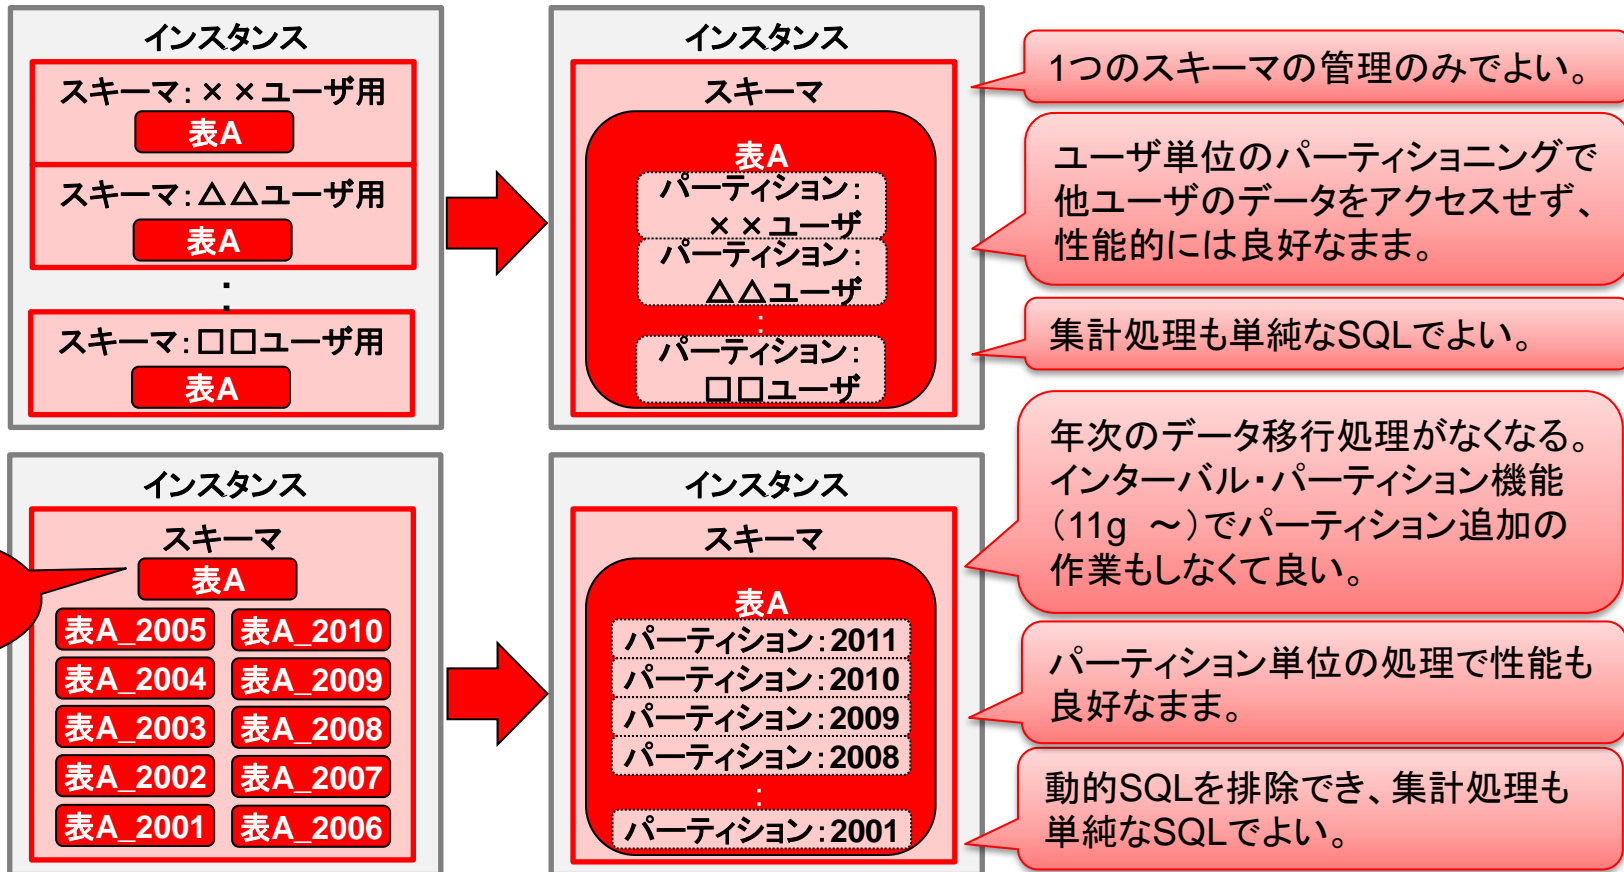 インスタンス
スキーマ：××ユーザ用
表A
スキーマ：△△ユーザ用
表A
：
スキーマ：□□ユーザ用
表A
インスタンス
スキーマ
表A
パーティション：
××ユーザ
パーティション：
△△ユーザ
：
パーティション：
□□ユーザ
1つのスキーマの管理のみでよい。
ユーザ単位のパーティショニングで
他ユーザのデータをアクセスせず、
性能的には良好なまま。
集計処理も単純なSQLでよい。
インスタンス
スキーマ
表A
表A_2005 表A_2010
表A_2004 表A_2009
表A_2003 表A_2008
表A_2002 表A_2007
表A_2001 表A_2006
インスタンス
スキーマ
表A
パーティション：2011
パーティション：2010
パーティション：2009
パーティション：2008
：
パーティション：2001
年次のデータ移行処理がなくなる。
インターバル・パーティション機能
（11g ～）でパーティション追加の
作業もしなくて良い。
パーティション単位の処理で性能も
良好なまま。
動的SQLを排除でき、集計処理も
単純なSQLでよい。